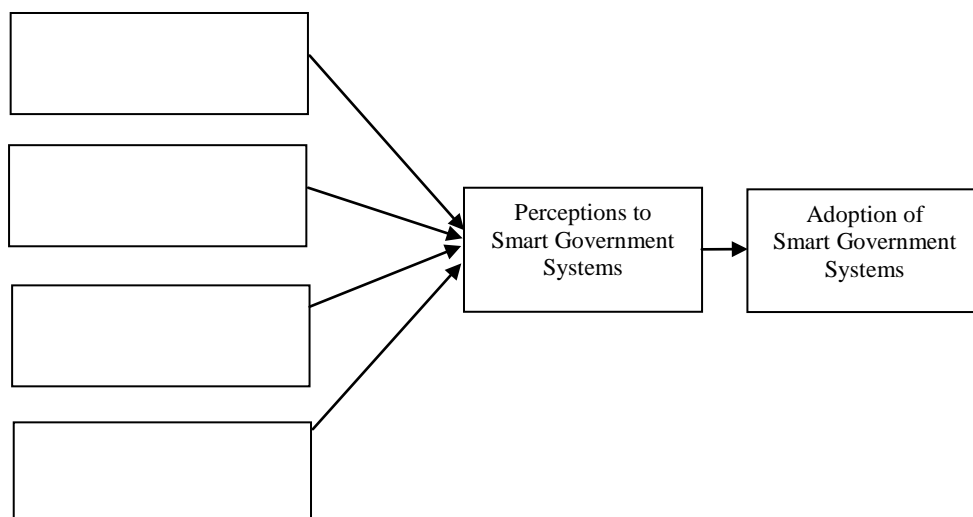 Perceptions to
Smart Government
Systems
Adoption of
Smart Government
Systems